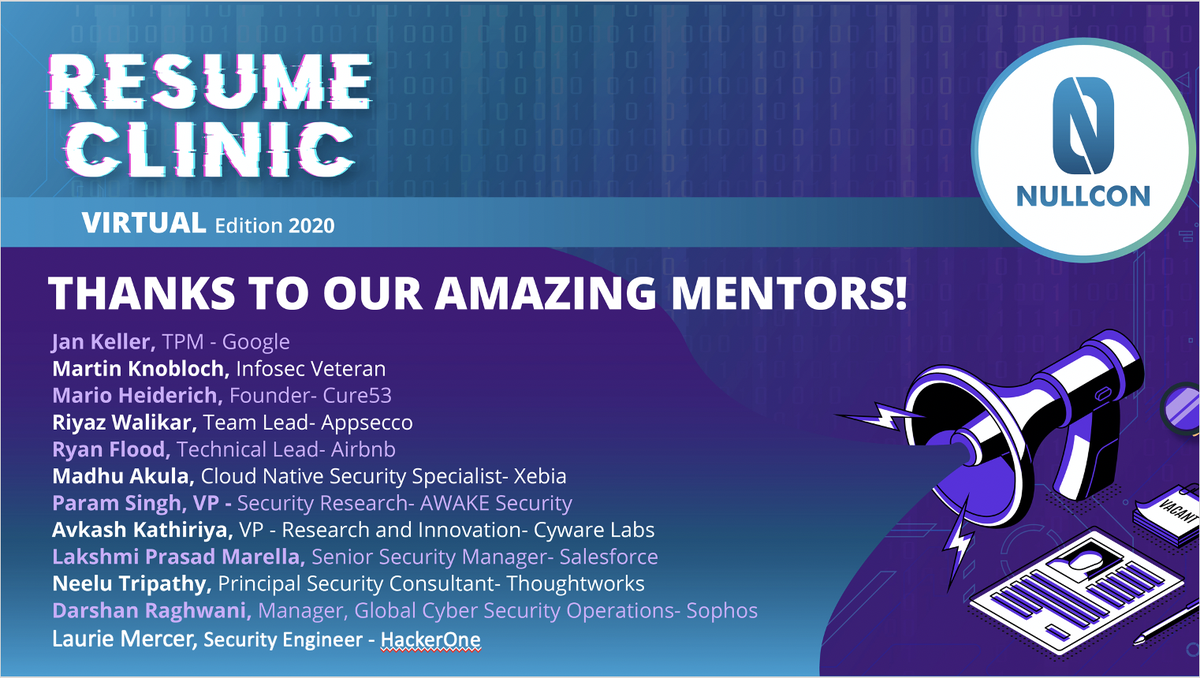 RESUME
CLINIC
NULLCON
VIRTUAL Edition 2020
THANKS TO OUR AMAZING MENTORS!
Jan Keller, TPM - Google
Martin Knobloch, Infosec Veteran
Mario Heiderich, Founder- Cure53
Riyaz Walikar, Team Lead- Appsecco
Ryan Flood, Technical Lead- Airbnb
Madhu Akula, Cloud Native Security Specialist- Xebia
Param Singh, VP - Security Research- AWAKE Security
Avkash Kathiriya, VP - Research and Innovation- Cyware Labs
Lakshmi Prasad Marella, Senior Security Manager- Salesforce
Neelu Tripathy, Principal Security Consultant- Thoughtworks
Darshan Raghwani, Manager, Global Cyber Security Operations- Sophos
Laurie Mercer, Security Engineer - HackerOne
VACANT